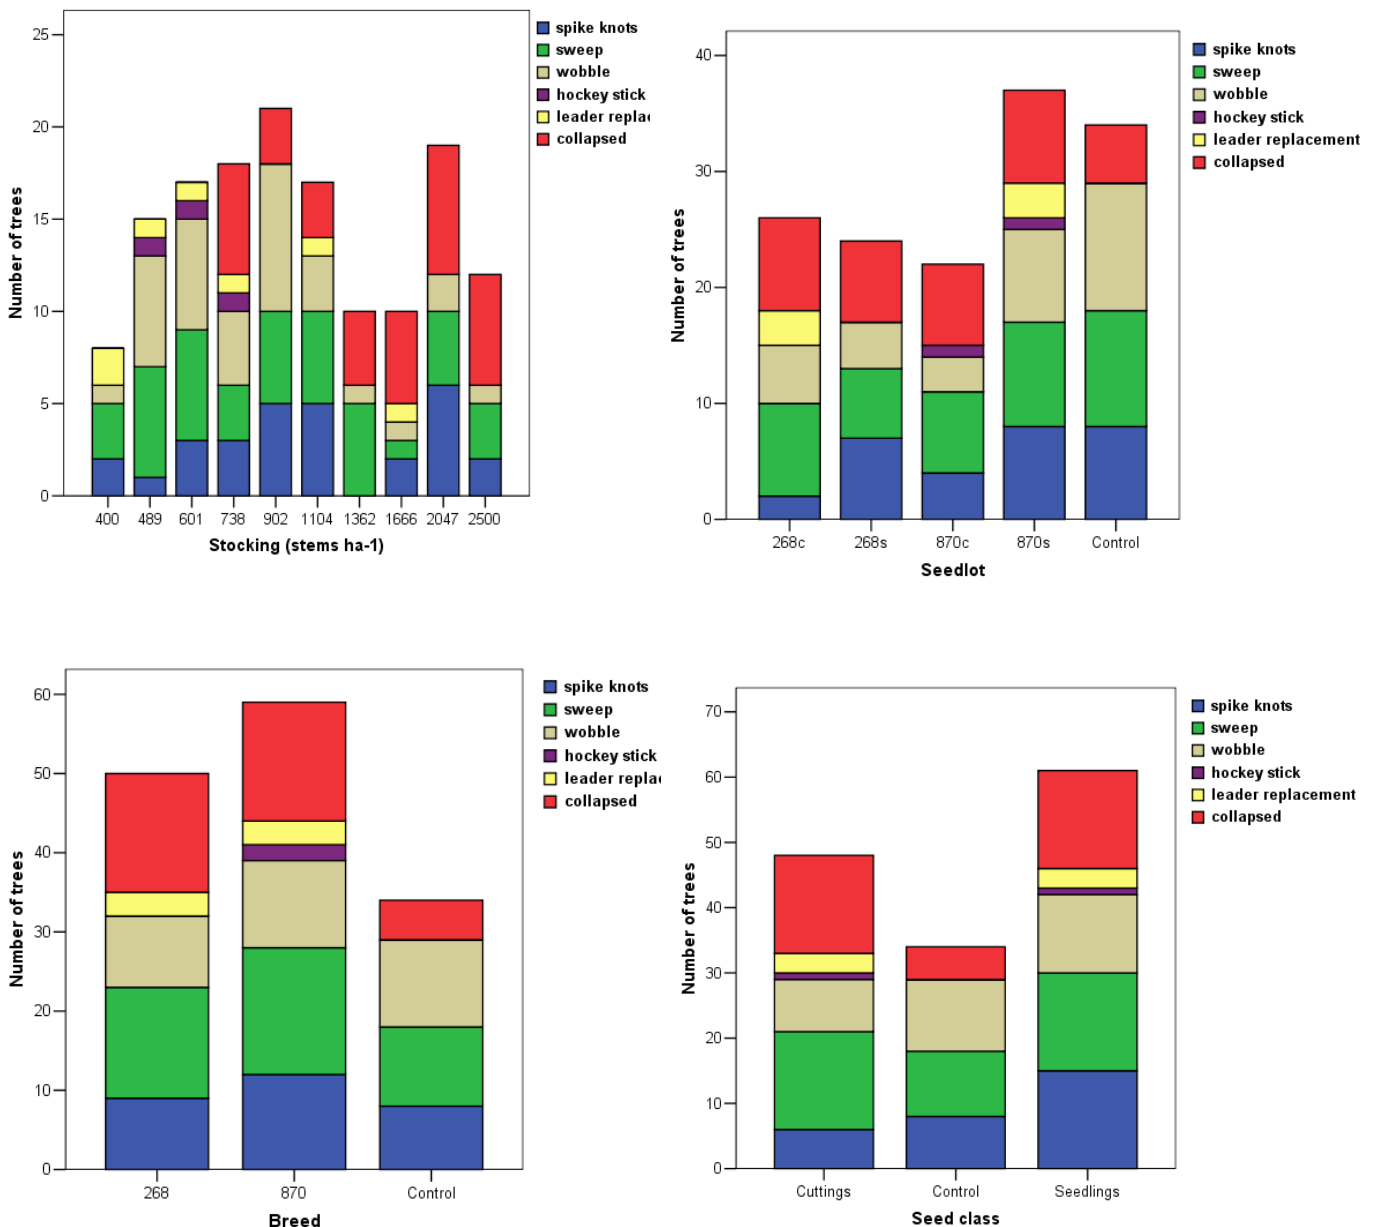 25
20
15
10
5
0
Number of trees
400 489 601 738 902 1104 1362 1666 2047 2500
Stocking (stems ha-1)
spike knots
sweep
wobble
hockey stick
leader repla
collapsed
40
30
20
10
0
Number of trees
268c 268s 870c 870s Control
Seedlot
spike knots
sweep
wobble
hockey stick
leader replacement
collapsed
60
50
40
30
20
10
0
Number of trees
268 870 Control
Breed
spike knots
sweep
wobble
hockey stick
leader repla
collapsed
70
60
50
40
30
20
10
0
Number of trees
Cuttings Control Seedlings
Seed class
spike knots
sweep
wobble
hockey stick
leader replacement
collapsed